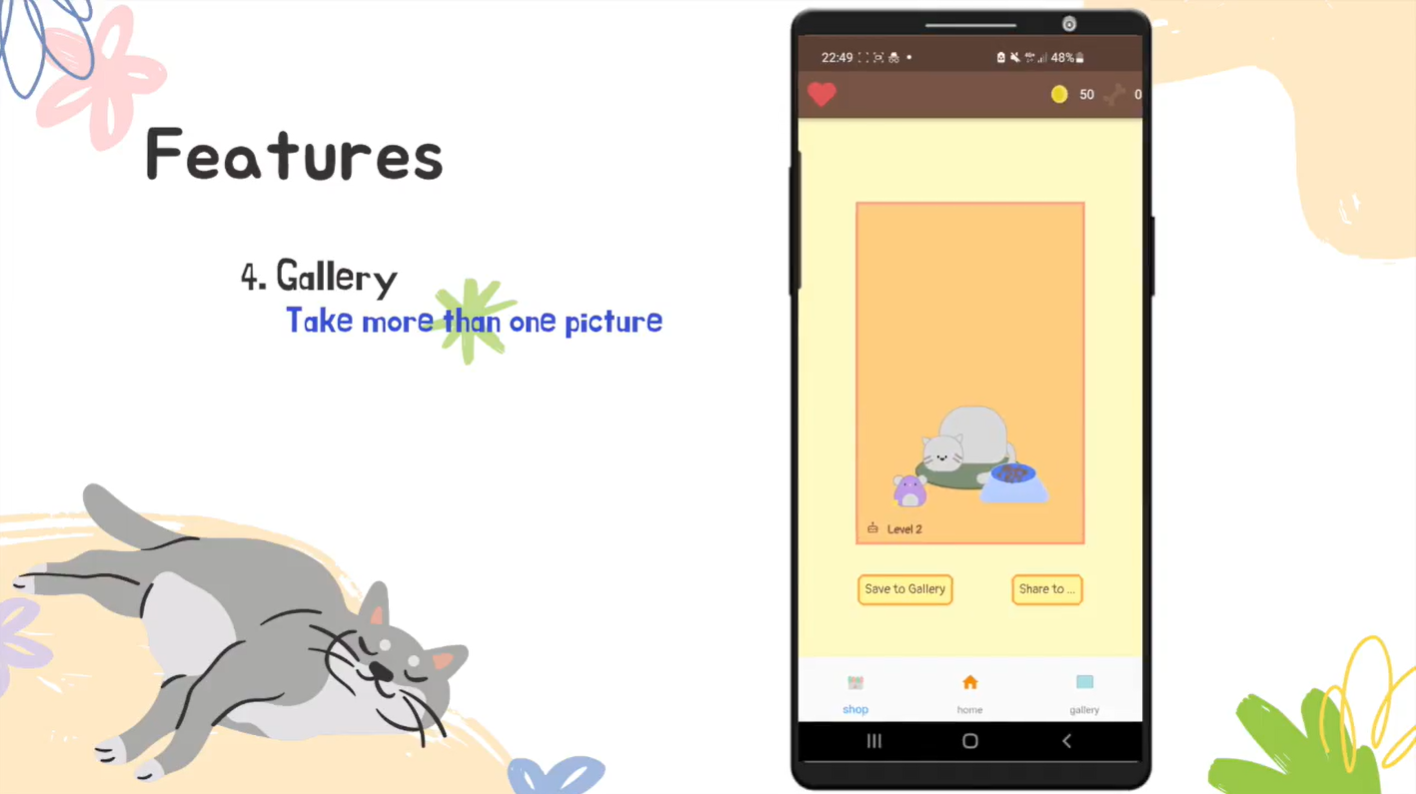 Features
4. Gallery
Take more than one picture
22:49 48%
50 0
Level 2
Save to Gallery Share to ...
shop home gallery